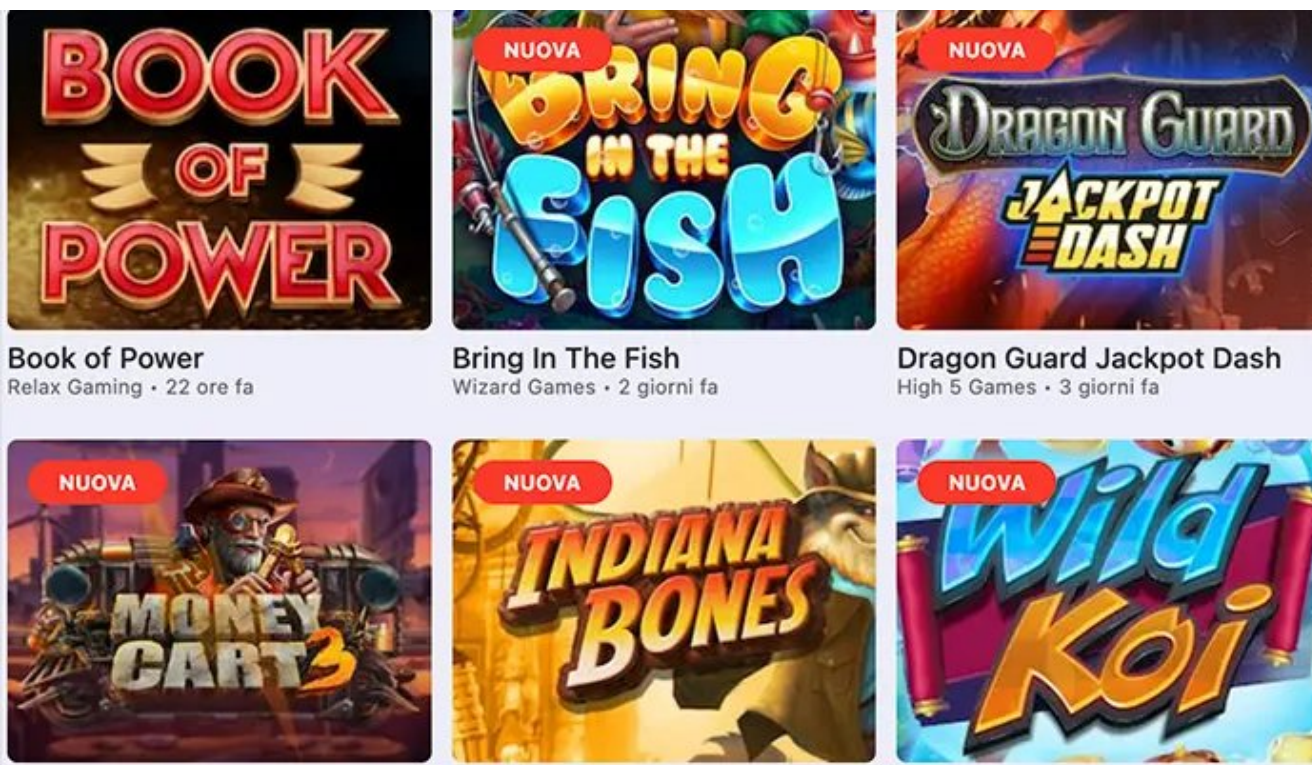 BOOK
OF
POWER
NUOVA
BRING
IN THE
FISH
NUOVA
DRAGON GUARD
JACKPOT
DASH
Book of Power
Relax Gaming • 22 ore fa
Bring In The Fish
Wizard Games • 2 giorni fa
Dragon Guard Jackpot Dash
High 5 Games • 3 giorni fa
NUOVA
MONEY
CART 3
NUOVA
INDIANA
BONES
NUOVA
Wild
Koi